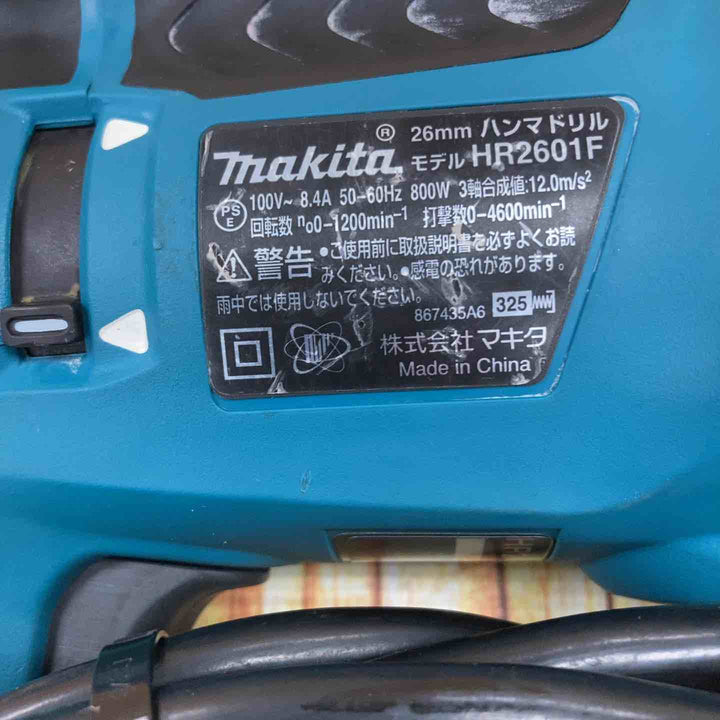 makita ® 26mm ハンマドリル
モデル HR2601F
PSE 100V~ 8.4A 50-60Hz 800W 3軸合成値:12.0m/s²
回転数 n₀0-1200min⁻¹ 打撃数0-4600min⁻¹
警告 •ご使用前に取扱説明書を必ずよくお読
みください。•感電の恐れがあります。
雨中では使用しないでください。
867435A6 325
株式会社マキタ
Made in China
HR